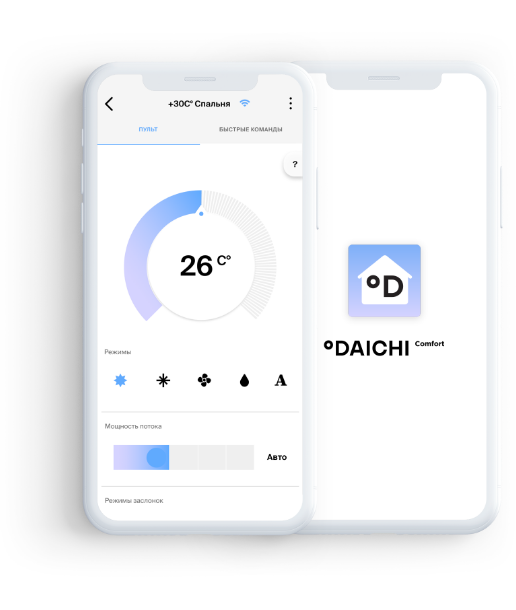 +30C° Спальня
ПУЛЬТ
БЫСТРЫЕ КОМАНДЫ
?
26 C°
Режимы
A
Мощность потока
Авто
Режимы заслонок
°D
°DAICHI Comfort